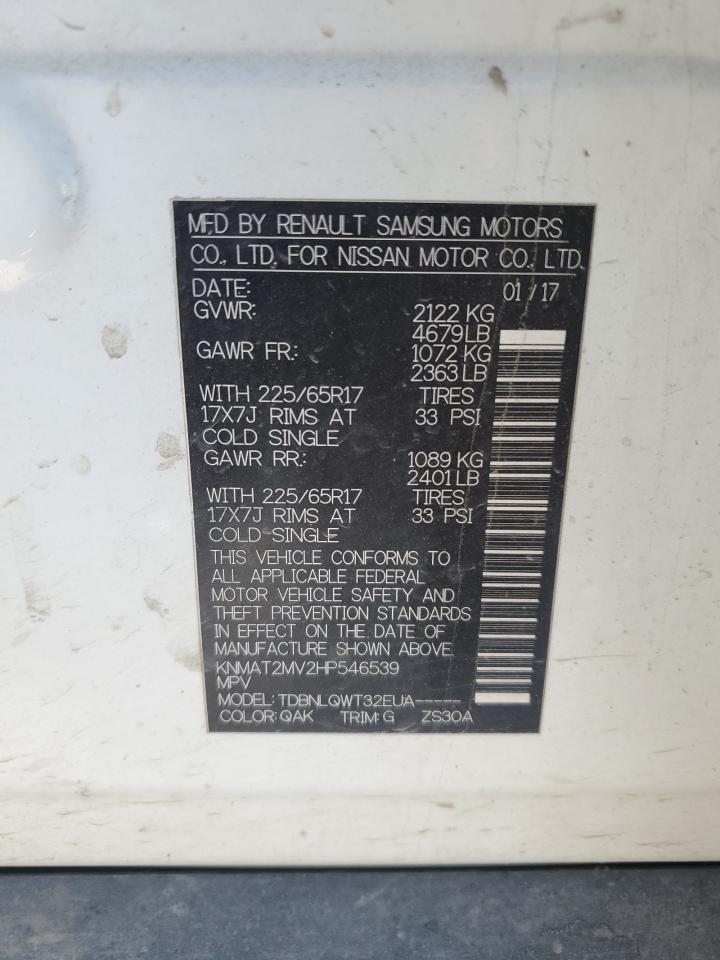 MFD BY RENAULT SAMSUNG MOTORS
CO., LTD. FOR NISSAN MOTOR CO., LTD.
DATE: 01 / 17
GVWR: 2122 KG
4679LB
GAWR FR.: 1072 KG
2363LB
WITH 225/65R17 TIRES
17X7J RIMS AT 33 PSI
COLD SINGLE
GAWR RR.: 1089 KG
2401LB
WITH 225/65R17 TIRES
17X7J RIMS AT 33 PSI
COLD SINGLE
THIS VEHICLE CONFORMS TO
ALL APPLICABLE FEDERAL
MOTOR VEHICLE SAFETY AND
THEFT PREVENTION STANDARDS
IN EFFECT ON THE DATE OF
MANUFACTURE SHOWN ABOVE.
KNMAT2MV2HP546539
MPV
MODEL: TDBNLQWT32EUA-----
COLOR: QAK TRIM: G ZS30A